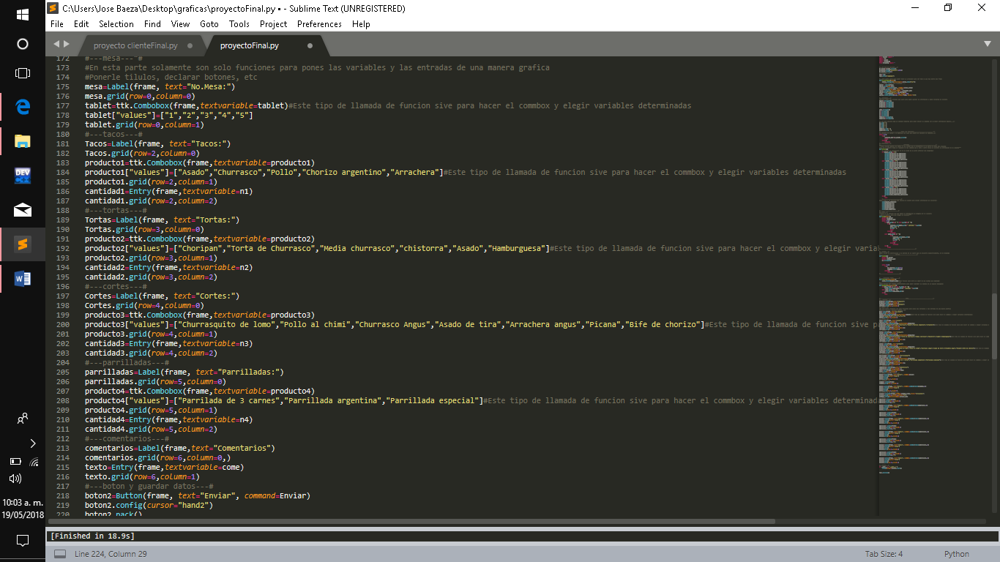 C:\Users\Jose Baeza\Desktop\graficas\proyectoFinal.py • - Sublime Text (UNREGISTERED)
File Edit Selection Find View Goto Tools Project Preferences Help
proyecto clienteFinal.py proyectoFinal.py
172 #---mesa---#
173 #En esta parte solamente son solo funciones para pones las variables y las entradas de una manera grafica
174 #Ponerle tilulos, declarar botones, etc
175 mesa=Label(frame, text="No.Mesa:")
176 mesa.grid(row=0,column=0)
177 tablet=ttk.Combobox(frame,textvariable=tablet)#Este tipo de llamada de funcion sive para hacer el commbox y elegir variables determinadas
178 tablet["values"]=["1","2","3","4","5"]
179 tablet.grid(row=0,column=1)
180 #---tacos---#
181 Tacos=Label(frame, text="Tacos:")
182 Tacos.grid(row=2,column=0)
183 producto1=ttk.Combobox(frame,textvariable=producto1)
184 producto1["values"]=["Asado","Churrasco","Pollo","Chorizo argentino","Arrachera"]#Este tipo de llamada de funcion sive para hacer el commbox y elegir variables determinadas
185 producto1.grid(row=2,column=1)
186 cantidad1=Entry(frame,textvariable=n1)
187 cantidad1.grid(row=2,column=2)
188 #---tortas---#
189 Tortas=Label(frame, text="Tortas:")
190 Tortas.grid(row=3,column=0)
191 producto2=ttk.Combobox(frame,textvariable=producto2)
192 producto2["values"]=["Choripan","Torta de Churrasco","Media churrasco","chistorra","Asado","Hamburguesa"]#Este tipo de llamada de funcion sive para hacer el commbox y elegir varia
193 producto2.grid(row=3,column=1)
194 cantidad2=Entry(frame,textvariable=n2)
195 cantidad2.grid(row=3,column=2)
196 #---cortes---#
197 Cortes=Label(frame, text="Cortes:")
198 Cortes.grid(row=4,column=0)
199 producto3=ttk.Combobox(frame,textvariable=producto3)
200 producto3["values"]=["Churrasquito de lomo","Pollo al chimi","Churrasco Angus","Asado de tira","Arrachera angus","Picana","Bife de chorizo"]#Este tipo de llamada de funcion sive p
201 producto3.grid(row=4,column=1)
202 cantidad3=Entry(frame,textvariable=n3)
203 cantidad3.grid(row=4,column=2)
204 #---parrilladas---#
205 parrilladas=Label(frame, text="Parrilladas:")
206 parrilladas.grid(row=5,column=0)
207 producto4=ttk.Combobox(frame,textvariable=producto4)
208 producto4["values"]=["Parrilada de 3 carnes","Parrillada argentina","Parrillada especial"]#Este tipo de llamada de funcion sive para hacer el commbox y elegir variables determinad
209 producto4.grid(row=5,column=1)
210 cantidad4=Entry(frame,textvariable=n4)
211 cantidad4.grid(row=5,column=2)
212 #---comentarios---#
213 comentarios=Label(frame,text="Comentarios")
214 comentarios.grid(row=6,column=0,)
215 texto=Entry(frame,textvariable=come)
216 texto.grid(row=6,column=1)
217 #---boton y guardar datos---#
218 boton2=Button(frame, text="Enviar", command=Enviar)
219 boton2.config(cursor="hand2")
220 boton2.pack()
[Finished in 18.9s]
Line 224, Column 29 Tab Size: 4 Python
DEV
C++
10:03 a. m.
19/05/2018